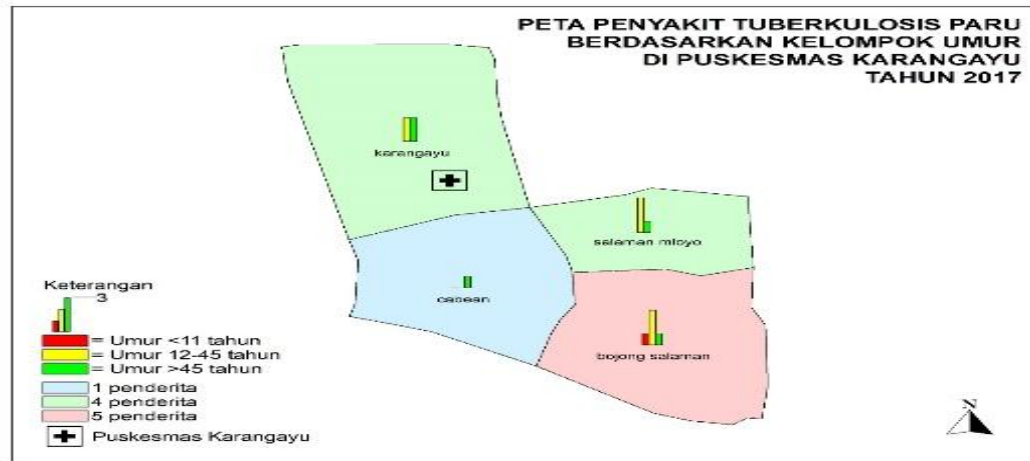 PETA PENYAKIT TUBERKULOSIS PARU
BERDASARKAN KELOMPOK UMUR
DI PUSKESMAS KARANGAYU
TAHUN 2017
karangayu
salaman mloyo
cabean
bojong salaman
Keterangan
3
= Umur <11 tahun
= Umur 12-45 tahun
= Umur >45 tahun
1 penderita
4 penderita
5 penderita
Puskesmas Karangayu
N